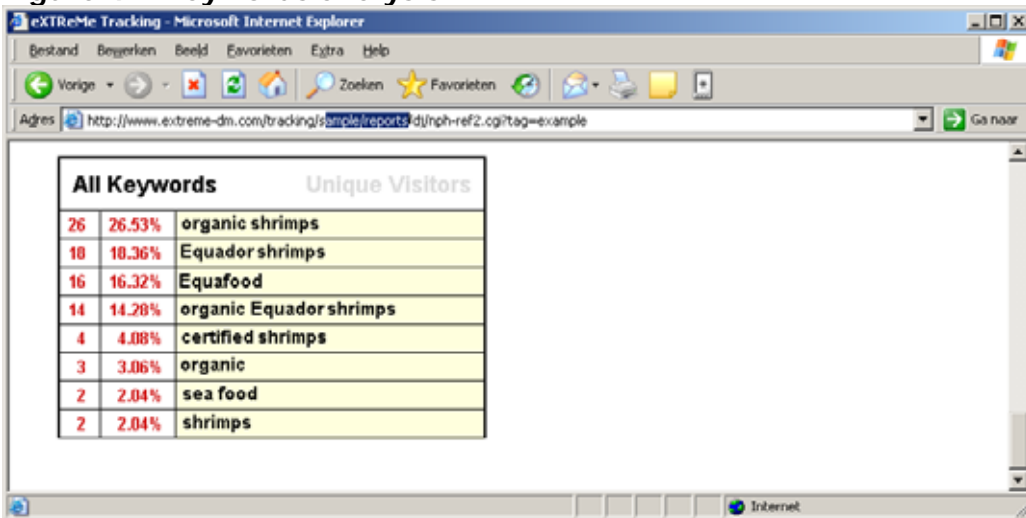 eXTReMe Tracking - Microsoft Internet Explorer
Bestand Bewerken Beeld Favorieten Extra Help
Vorige Zoeken Favorieten
Adres http://www.extreme-dm.com/tracking/sample/reports/dj/nph-ref2.cgi?tag=example Ga naar
All Keywords Unique Visitors
26 26.53% organic shrimps
18 18.36% Equador shrimps
16 16.32% Equafood
14 14.28% organic Equador shrimps
4 4.08% certified shrimps
3 3.06% organic
2 2.04% sea food
2 2.04% shrimps
Internet